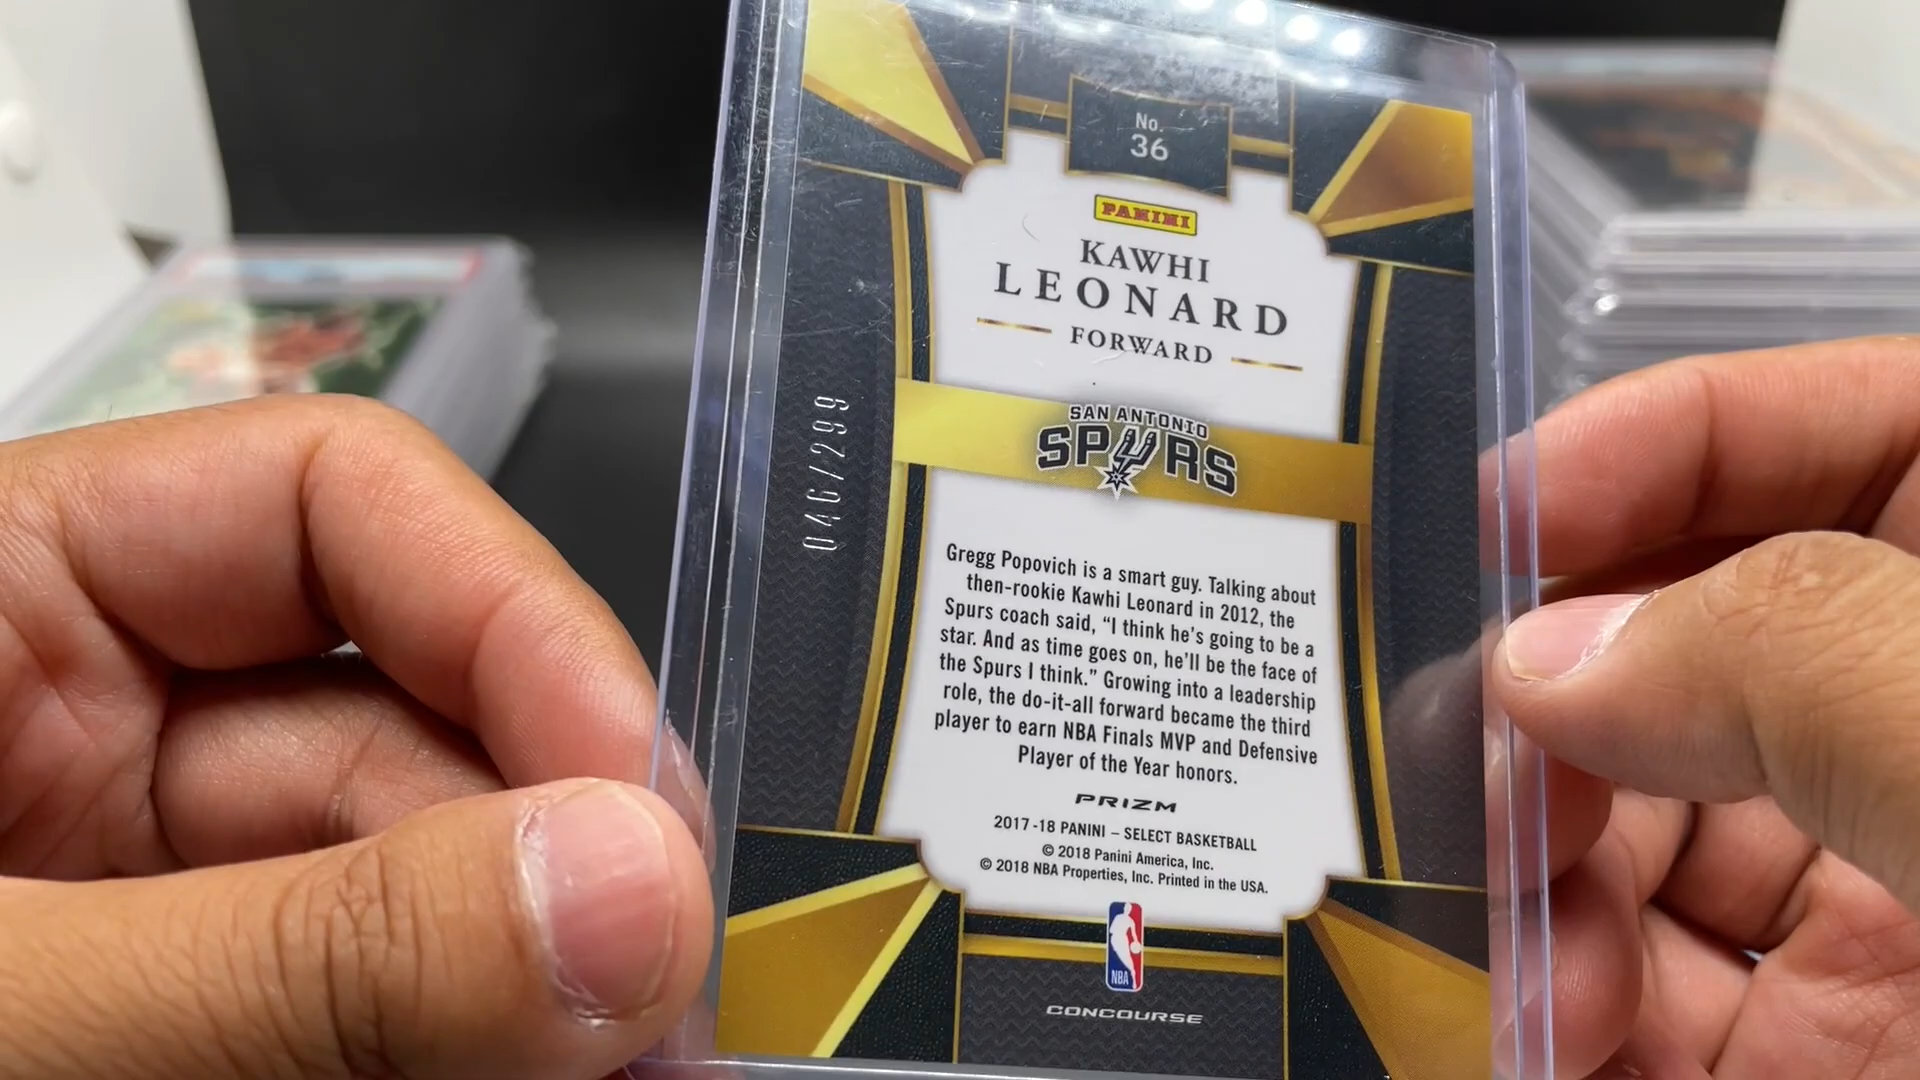 No.
36
PANINI
KAWHI
LEONARD
FORWARD
SAN ANTONIO
SPURS
046/299
Gregg Popovich is a smart guy. Talking about
then-rookie Kawhi Leonard in 2012, the
Spurs coach said, “I think he's going to be a
star. And as time goes on, he'll be the face of
the Spurs I think.” Growing into a leadership
role, the do-it-all forward became the third
player to earn NBA Finals MVP and Defensive
Player of the Year honors.
PRIZM
2017-18 PANINI – SELECT BASKETBALL
© 2018 Panini America, Inc.
© 2018 NBA Properties, Inc. Printed in the USA.
NBA
CONCOURSE